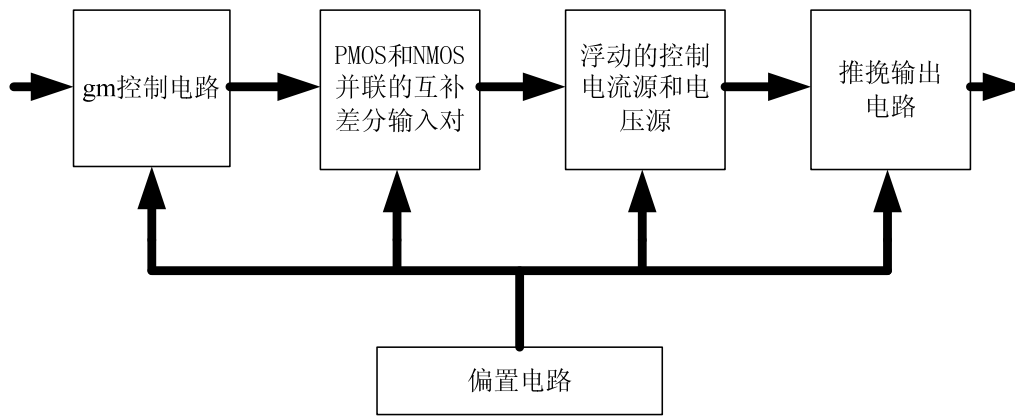 gm控制电路
PMOS和NMOS
并联的互补
差分输入对
浮动的控制
电流源和电
压源
推挽输出
电路
偏置电路